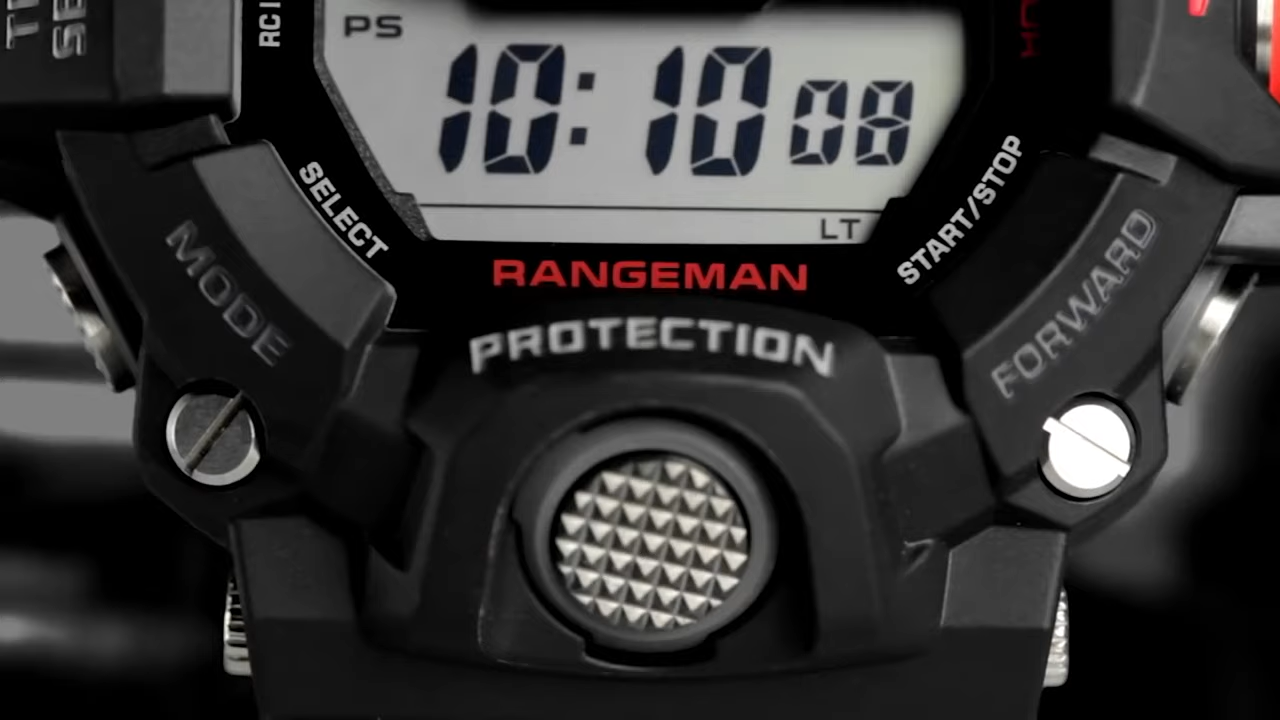 PS
10:10 08
LT
SELECT
START/STOP
MODE
FORWARD
RANGEMAN
PROTECTION